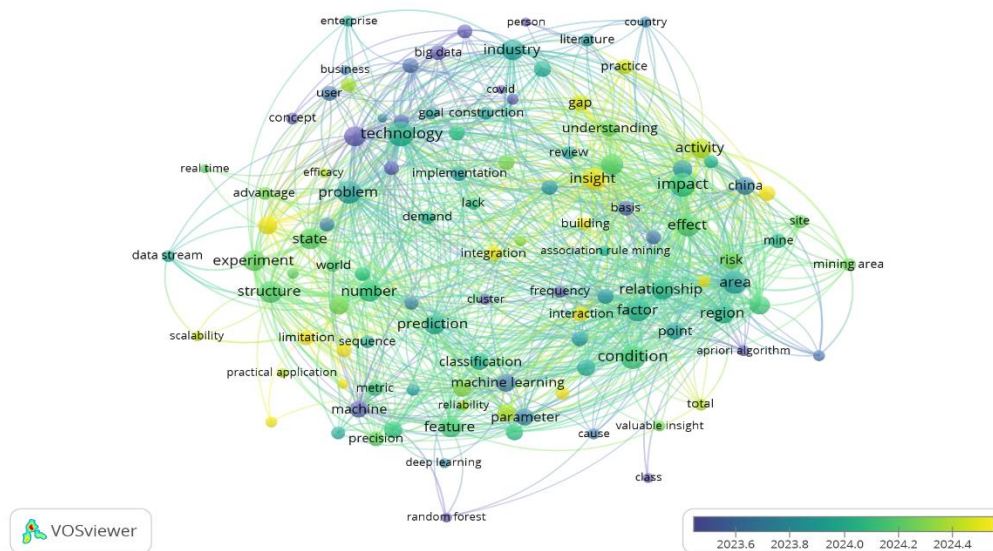 enterprise
person
country
literature
industry
big data
business
user
practice
covid
gap
concept
goal construction
technology
understanding
activity
review
real time
efficacy
implementation
insight
impact
china
advantage
problem
basis
demand
lack
building
effect
site
state
mine
data stream
experiment
world
integration
association rule mining
risk
mining area
structure
number
cluster
frequency
relationship
area
interaction
factor
region
prediction
point
scalability
limitation
sequence
apriori algorithm
classification
condition
practical application
machine learning
metric
machine
reliability
parameter
total
feature
valuable insight
precision
cause
deep learning
class
random forest
VOSviewer
2023.6 2023.8 2024.0 2024.2 2024.4